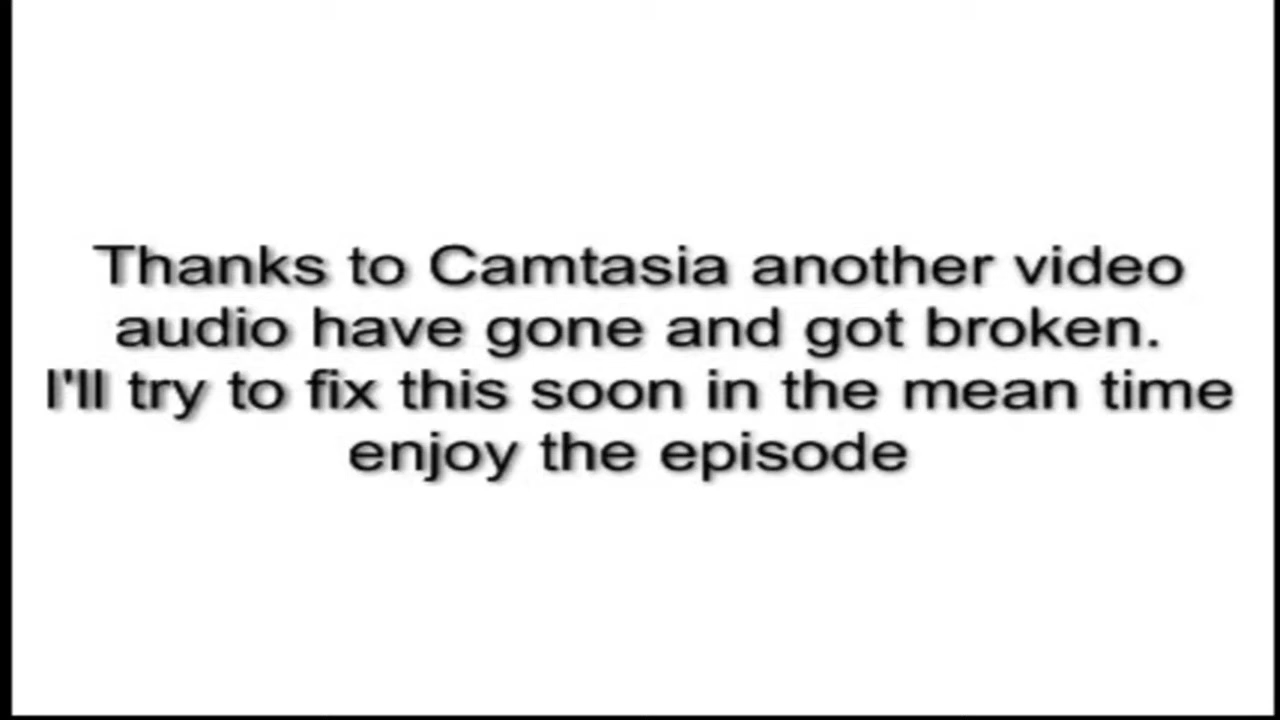 Thanks to Camtasia another video
audio have gone and got broken.
I'll try to fix this soon in the mean time
enjoy the episode